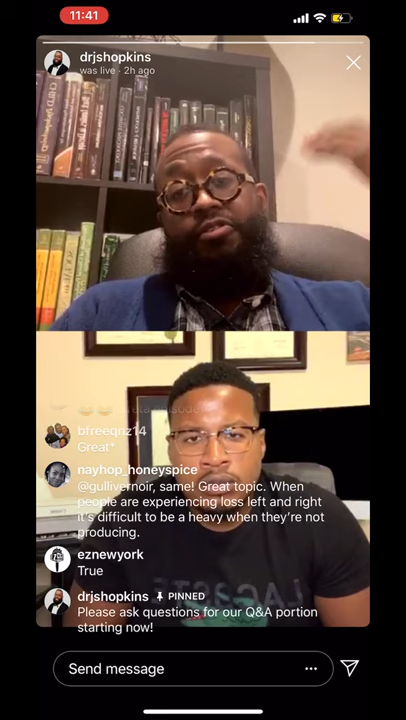 11:41
drjshopkins
was live · 2h ago
bfreeqnz14
Great*
nayhop_honeyspice
@gullivernoir, same! Great topic. When
people are experiencing loss left and right
it's difficult to be a heavy when they're not
producing.
eznewyork
True
drjshopkins PINNED
Please ask questions for our Q&A portion
starting now!
Send message